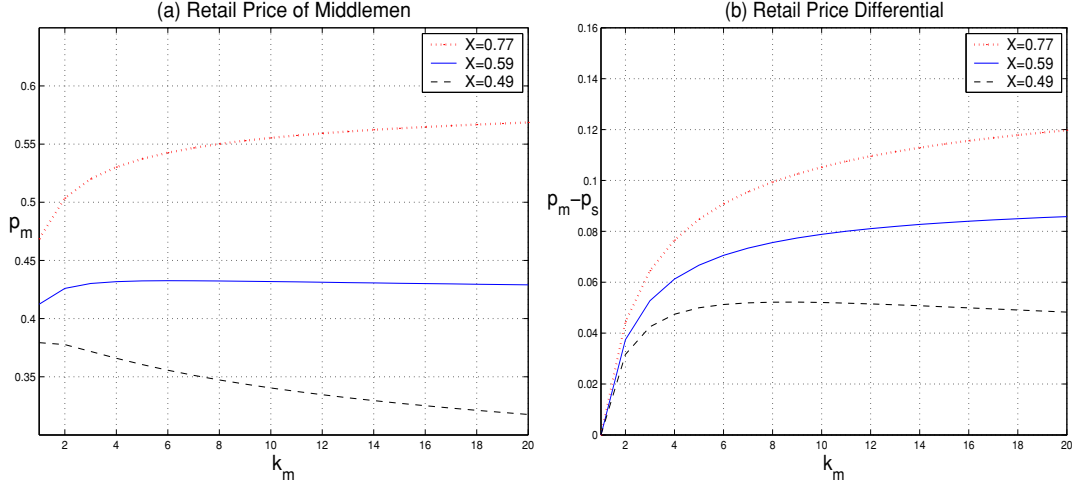 (a) Retail Price of Middlemen
X=0.77
X=0.59
X=0.49
0.6
0.55
0.5
0.45
0.4
0.35
p_m
2 4 6 8 10 12 14 16 18 20
k_m
(b) Retail Price Differential
X=0.77
X=0.59
X=0.49
0.16
0.14
0.12
0.1
0.08
0.06
0.04
0.02
0
p_m-p_s
2 4 6 8 10 12 14 16 18 20
k_m